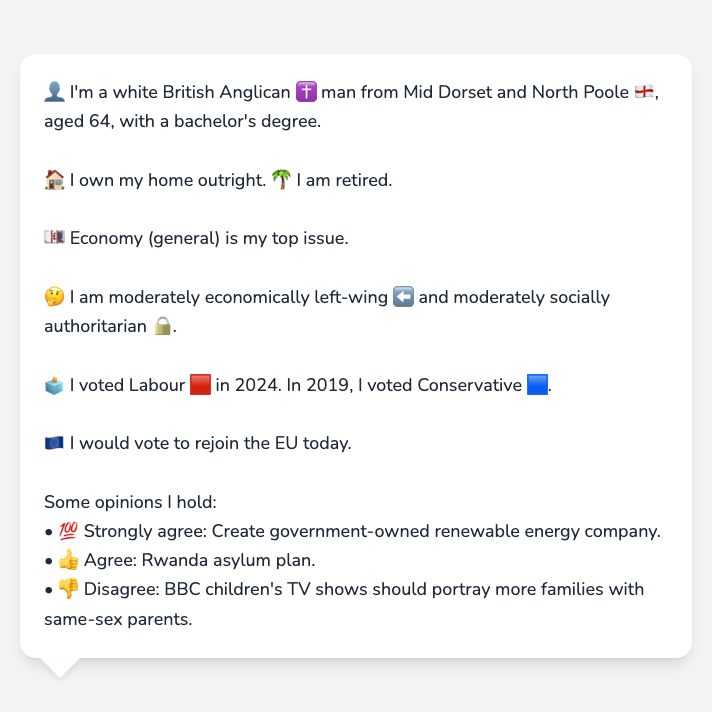 👤 I'm a white British Anglican ✝️ man from Mid Dorset and North Poole 🏴󠁧󠁢󠁥󠁮󠁧󠁿,
aged 64, with a bachelor's degree.
🏠 I own my home outright. 🌴 I am retired.
💷 Economy (general) is my top issue.
🤔 I am moderately economically left-wing ⬅️ and moderately socially
authoritarian 🔒.
🗳️ I voted Labour 🟥 in 2024. In 2019, I voted Conservative 🟦.
🇪🇺 I would vote to rejoin the EU today.
Some opinions I hold:
• 💯 Strongly agree: Create government-owned renewable energy company.
• 👍 Agree: Rwanda asylum plan.
• 👎 Disagree: BBC children's TV shows should portray more families with
same-sex parents.